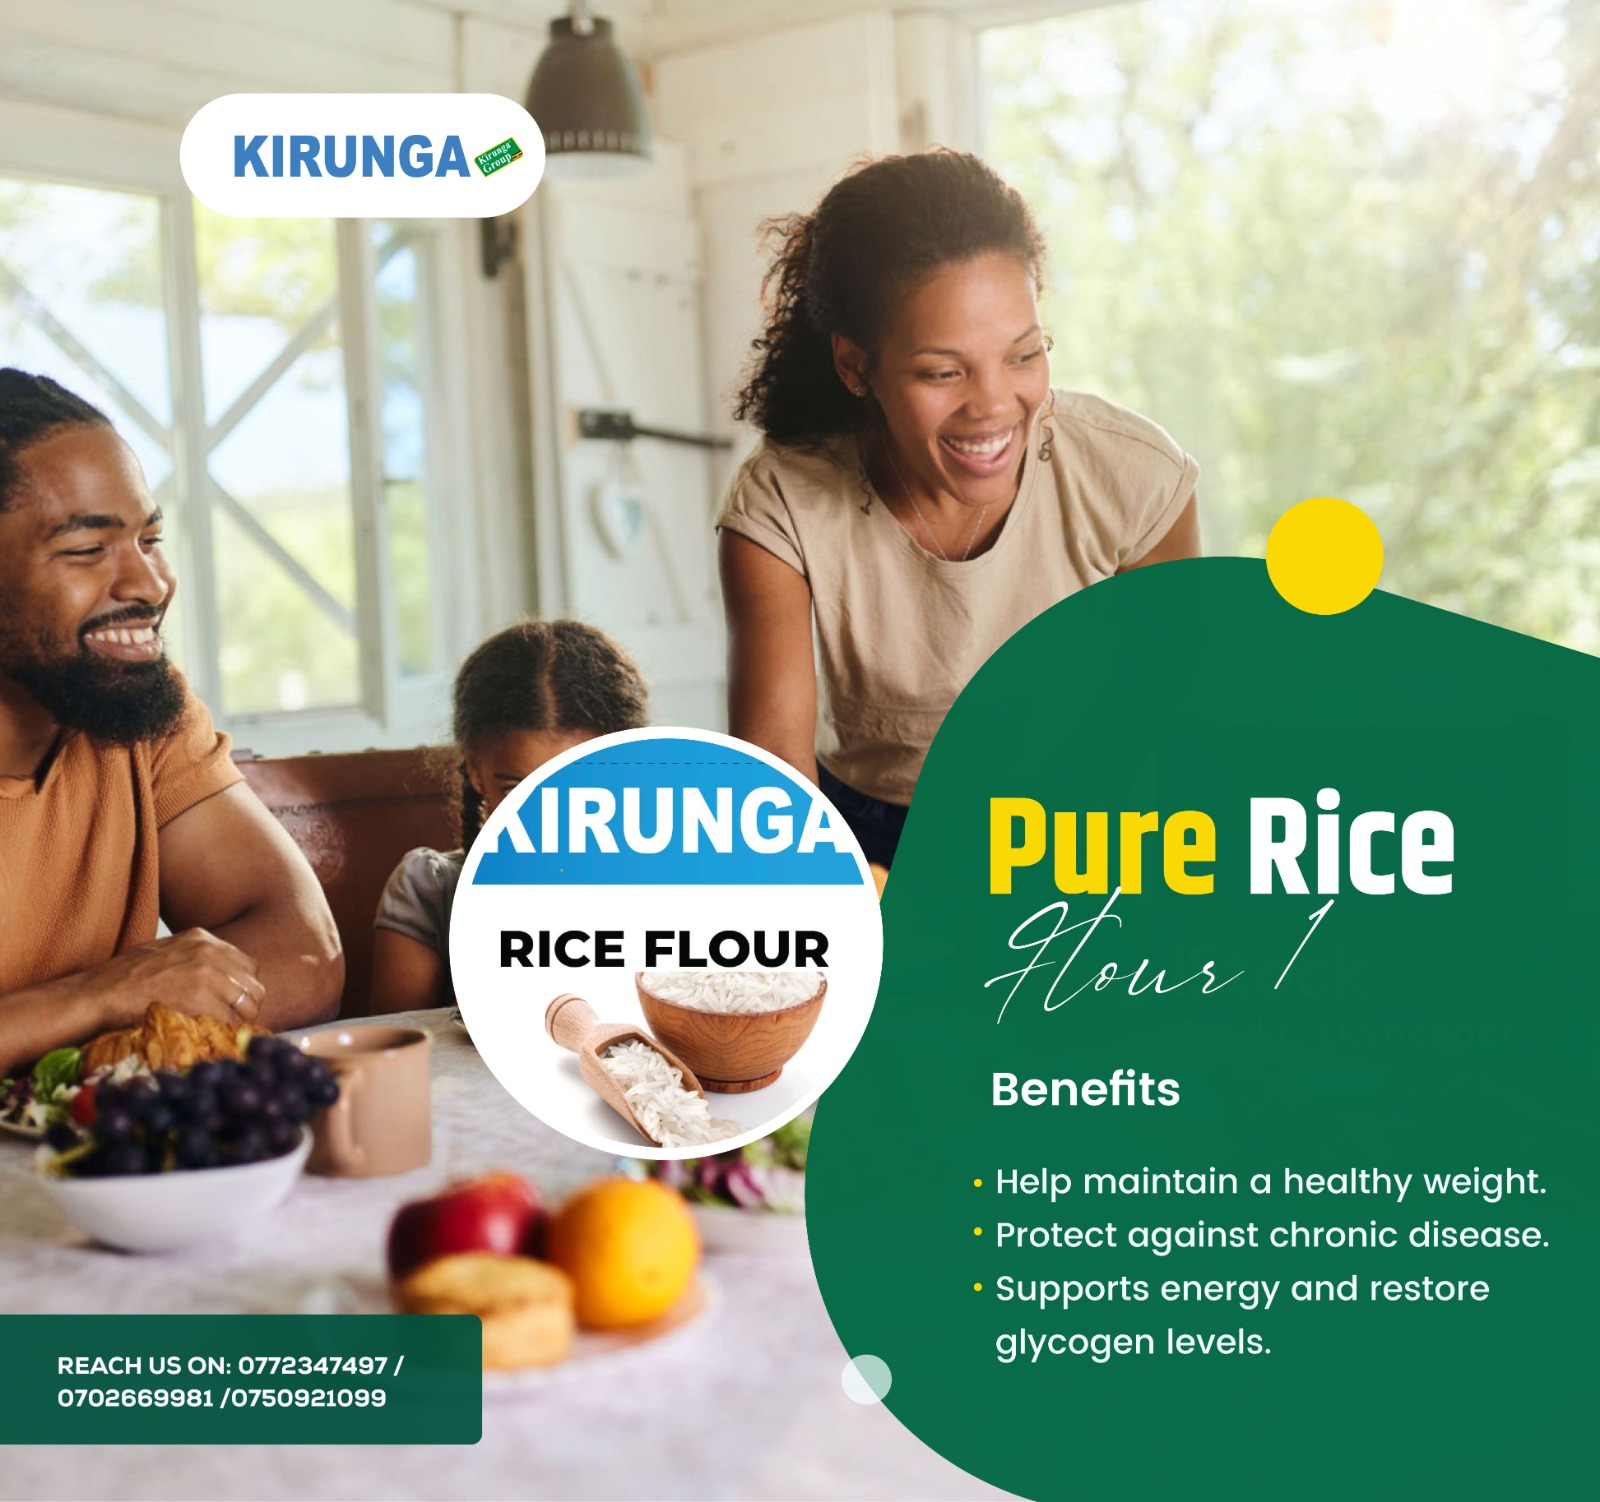 KIRUNGA
Kirunga
Group
KIRUNGA
RICE FLOUR
Pure Rice
Flour 1
Benefits
• Help maintain a healthy weight.
• Protect against chronic disease.
• Supports energy and restore
glycogen levels.
REACH US ON: 0772347497 /
0702669981 /0750921099